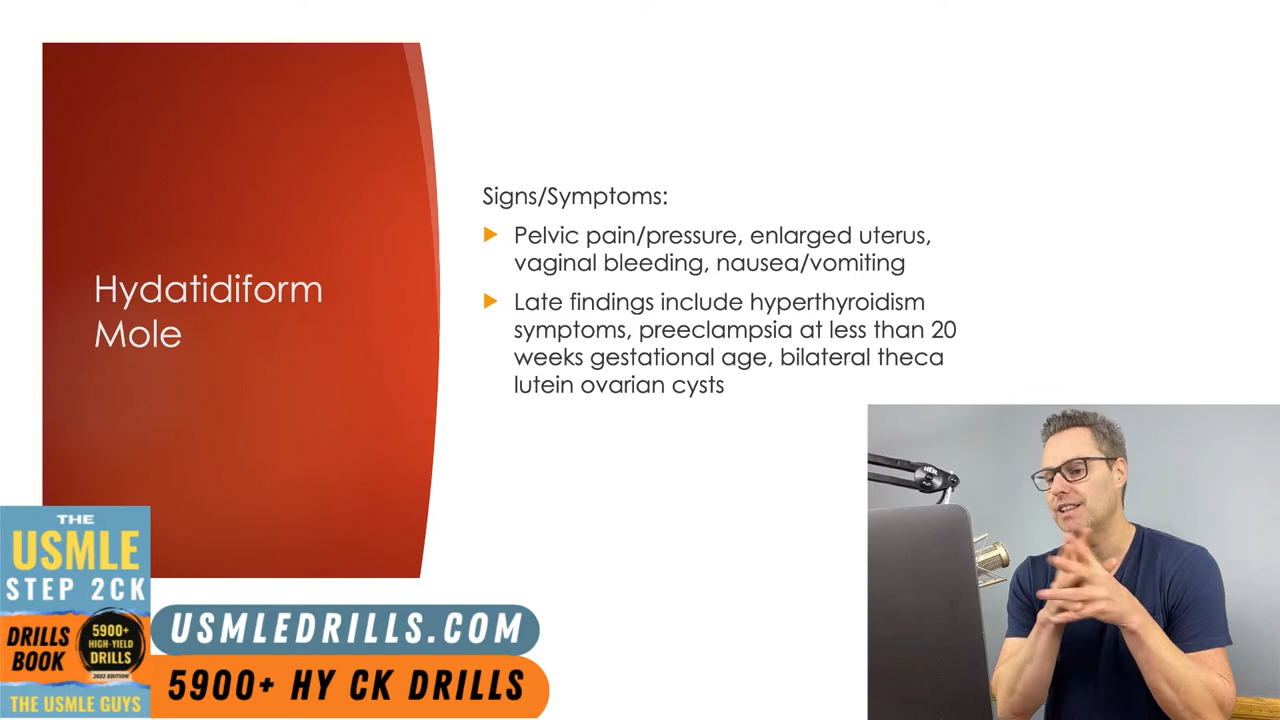 Hydatidiform
Mole
Signs/Symptoms:
Pelvic pain/pressure, enlarged uterus,
vaginal bleeding, nausea/vomiting
Late findings include hyperthyroidism
symptoms, preeclampsia at less than 20
weeks gestational age, bilateral theca
lutein ovarian cysts
THE
USMLE
STEP 2CK
DRILLS
BOOK
5900+
HIGH-YIELD
DRILLS
2022 EDITION
THE USMLE GUYS
USMLEDRILLS.COM
5900+ HY CK DRILLS